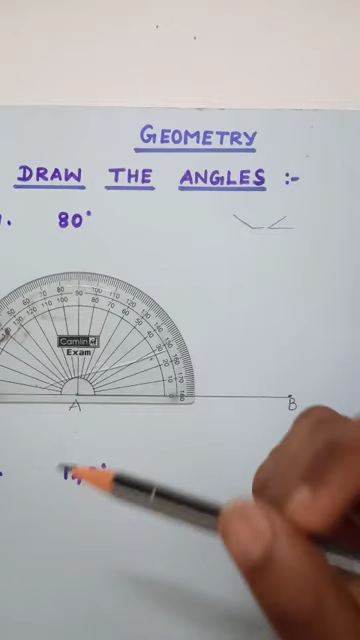 GEOMETRY
DRAW THE ANGLES :-
80°
Camlin
Exam
A
B